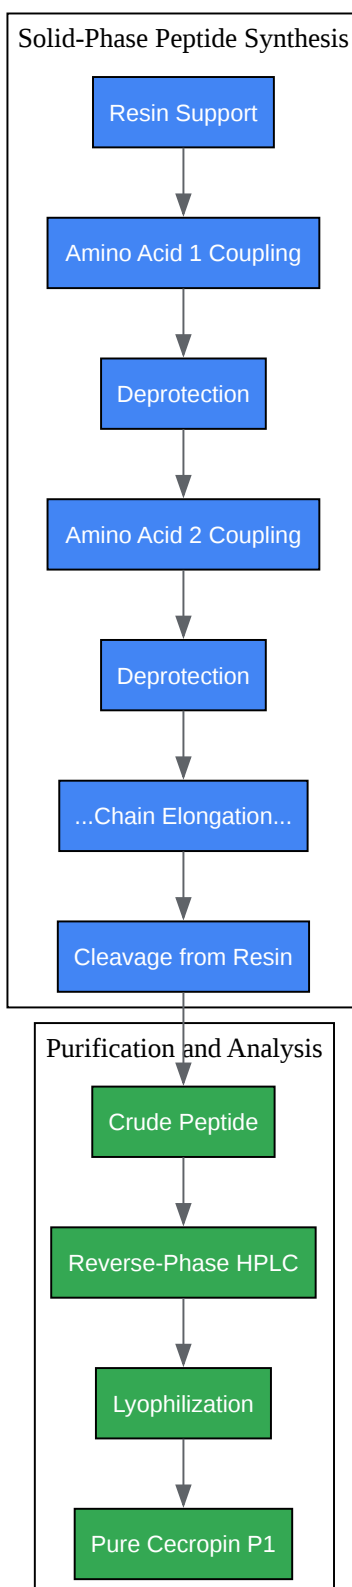 Solid-Phase Peptide Synthesis
Resin Support
Amino Acid 1 Coupling
Deprotection
Amino Acid 2 Coupling
Deprotection
...Chain Elongation...
Cleavage from Resin
Purification and Analysis
Crude Peptide
Reverse-Phase HPLC
Lyophilization
Pure Cecropin P1